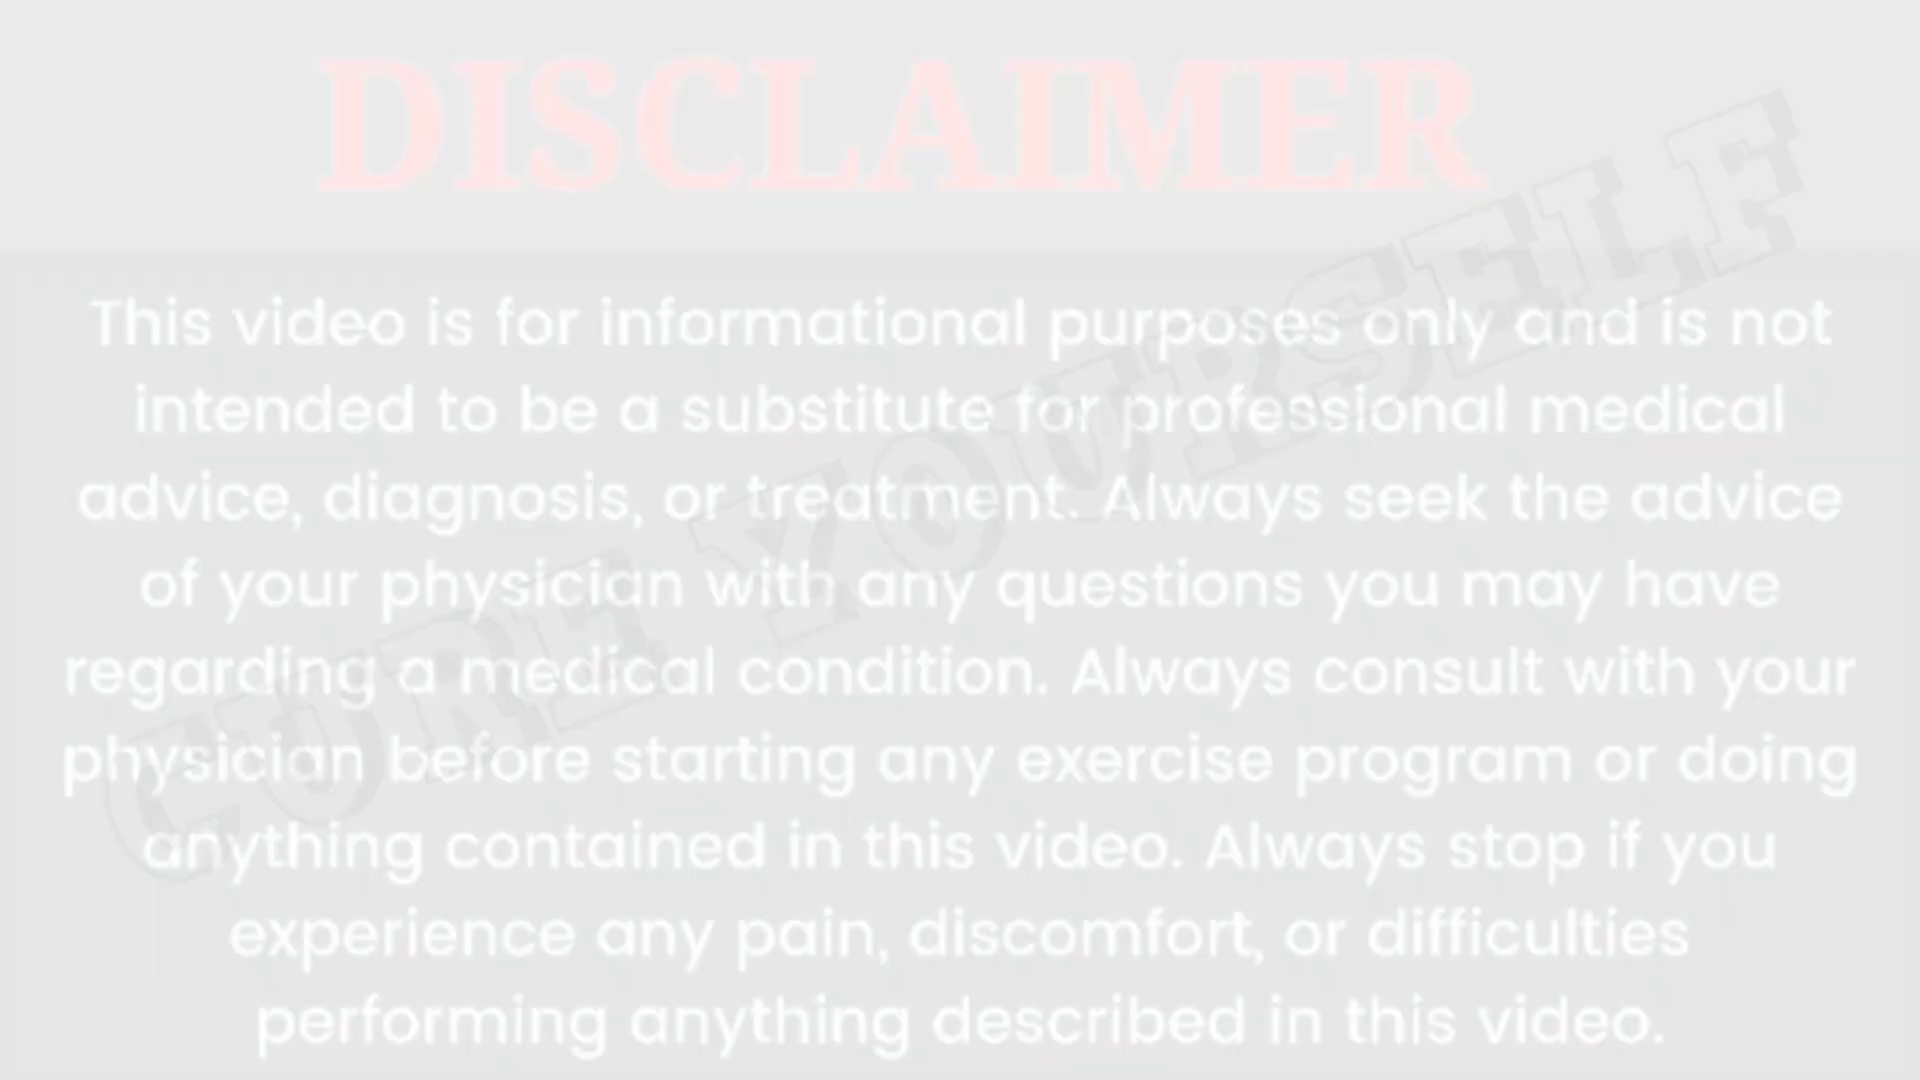 DISCLAIMER
This video is for informational purposes only and is not
intended to be a substitute for professional medical
advice, diagnosis, or treatment. Always seek the advice
of your physician with any questions you may have
regarding a medical condition. Always consult with your
physician before starting any exercise program or doing
anything contained in this video. Always stop if you
experience any pain, discomfort, or difficulties
performing anything described in this video.
CURE YOURSELF